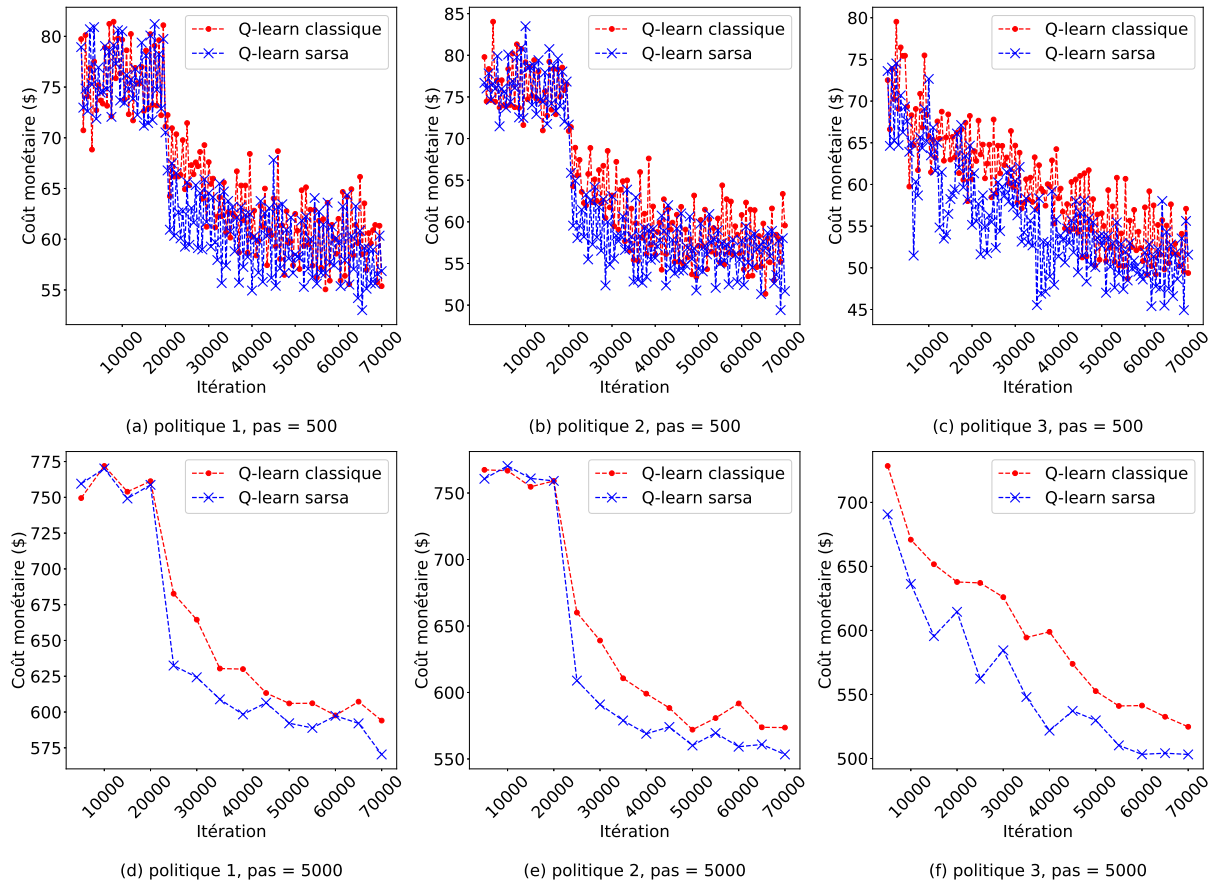 Q-learn classique
Q-learn sarsa
Coût monétaire ($)
80
75
70
65
60
55
10000
20000
30000
40000
50000
60000
70000
Itération
(a) politique 1, pas = 500
Q-learn classique
Q-learn sarsa
Coût monétaire ($)
85
80
75
70
65
60
55
50
10000
20000
30000
40000
50000
60000
70000
Itération
(b) politique 2, pas = 500
Q-learn classique
Q-learn sarsa
Coût monétaire ($)
80
75
70
65
60
55
50
45
10000
20000
30000
40000
50000
60000
70000
Itération
(c) politique 3, pas = 500
Q-learn classique
Q-learn sarsa
Coût monétaire ($)
775
750
725
700
675
650
625
600
575
10000
20000
30000
40000
50000
60000
70000
Itération
(d) politique 1, pas = 5000
Q-learn classique
Q-learn sarsa
Coût monétaire ($)
750
700
650
600
550
10000
20000
30000
40000
50000
60000
70000
Itération
(e) politique 2, pas = 5000
Q-learn classique
Q-learn sarsa
Coût monétaire ($)
700
650
600
550
500
10000
20000
30000
40000
50000
60000
70000
Itération
(f) politique 3, pas = 5000